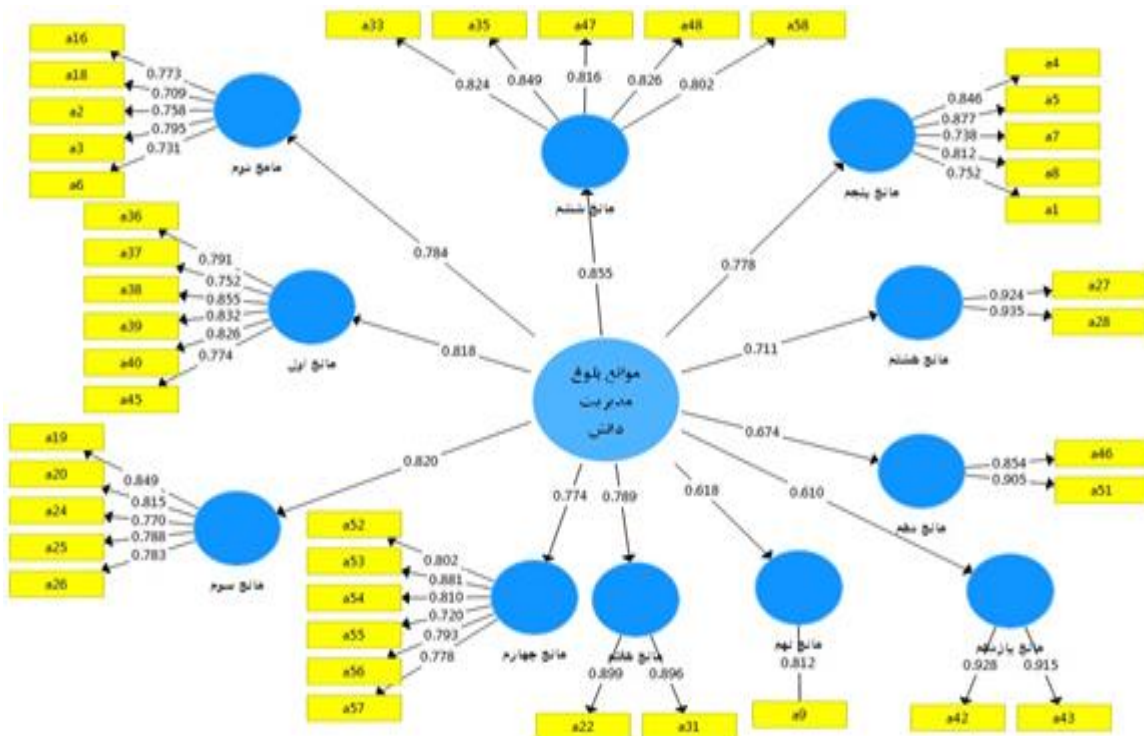 a33
a35
a47
a48
a58
0.824
0.849
0.816
0.826
0.802
مانع ششم
0.855
a16
a18
a2
a3
a6
0.773
0.709
0.758
0.795
0.731
مامع دوم
0.784
a4
a5
a7
a8
a1
0.846
0.877
0.738
0.812
0.752
مانع پنجم
0.778
a36
a37
a38
a39
a40
a45
0.791
0.752
0.855
0.832
0.826
0.774
مانع اول
0.818
a27
a28
0.924
0.935
مانع هشتم
0.711
موانع بلوغ
مدیریت
دانش
a46
a51
0.854
0.905
مانع دهم
0.674
a19
a20
a24
a25
a26
0.849
0.815
0.770
0.788
0.783
مانع سوم
0.820
a52
a53
a54
a55
a56
a57
0.802
0.881
0.810
0.720
0.793
0.778
مانع چهارم
0.774
0.789
مانع هفتم
0.899
0.896
a22
a31
0.618
مانع نهم
0.812
a9
0.610
مانع یازدهم
0.928
0.915
a42
a43